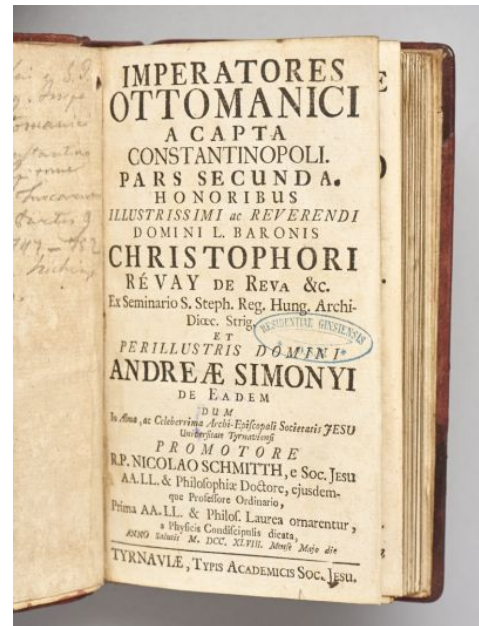 IMPERATORES
OTTOMANICI
A CAPTA
CONSTANTINOPOLI.
PARS SECUNDA.
HONORIBUS
ILLUSTRISSIMI ac REVERENDI
DOMINI L. BARONIS
CHRISTOPHORI
RÉVAY DE REVA &c.
Ex Seminario S. Steph. Reg. Hung. Archi-
Diœc. Strig.
RESIDENTIAE GINSIENSIS
ET
PERILLUSTRIS DOMINI
ANDREÆ SIMONYI
DE EADEM
DUM
In Alma, ac Celeberrima Archi-Episcopali Societatis JESU
Universitate Tyrnaviensi
PROMOTORE
R.P. NICOLAO SCHMITTH, e Soc. Jesu
AA. LL. & Philosophiæ Doctore, ejusdem-
que Professore Ordinario,
Prima AA. LL. & Philos. Laurea ornarentur,
a Physicis Condiscipulis dicata,
ANNO Salutis M. DCC. XLVIII. Mense Majo die
TYRNAVIÆ, TYPIS ACADEMICIS SOC. JESU.